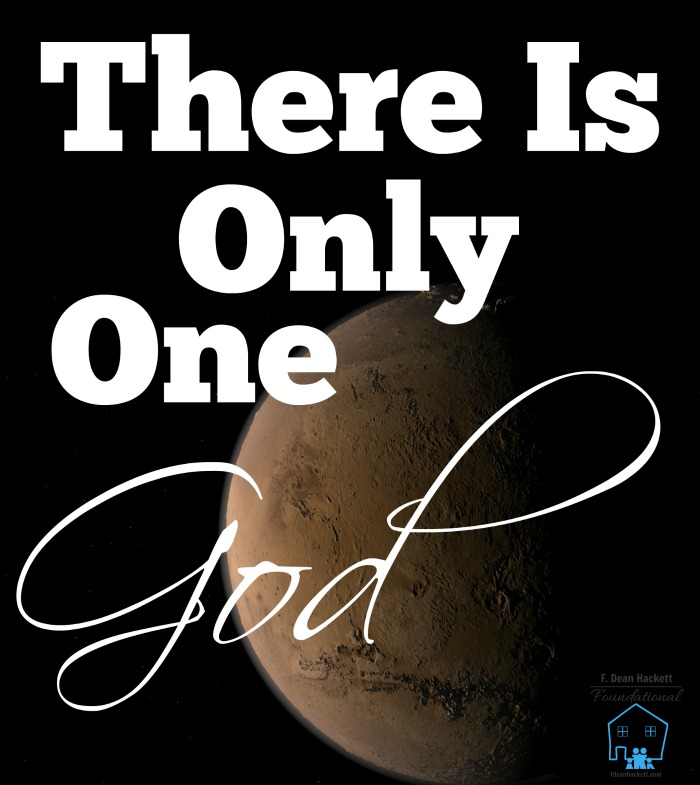 There Is
Only
One
God
F. Dean Hackett
Foundational
fdeanhackett.com